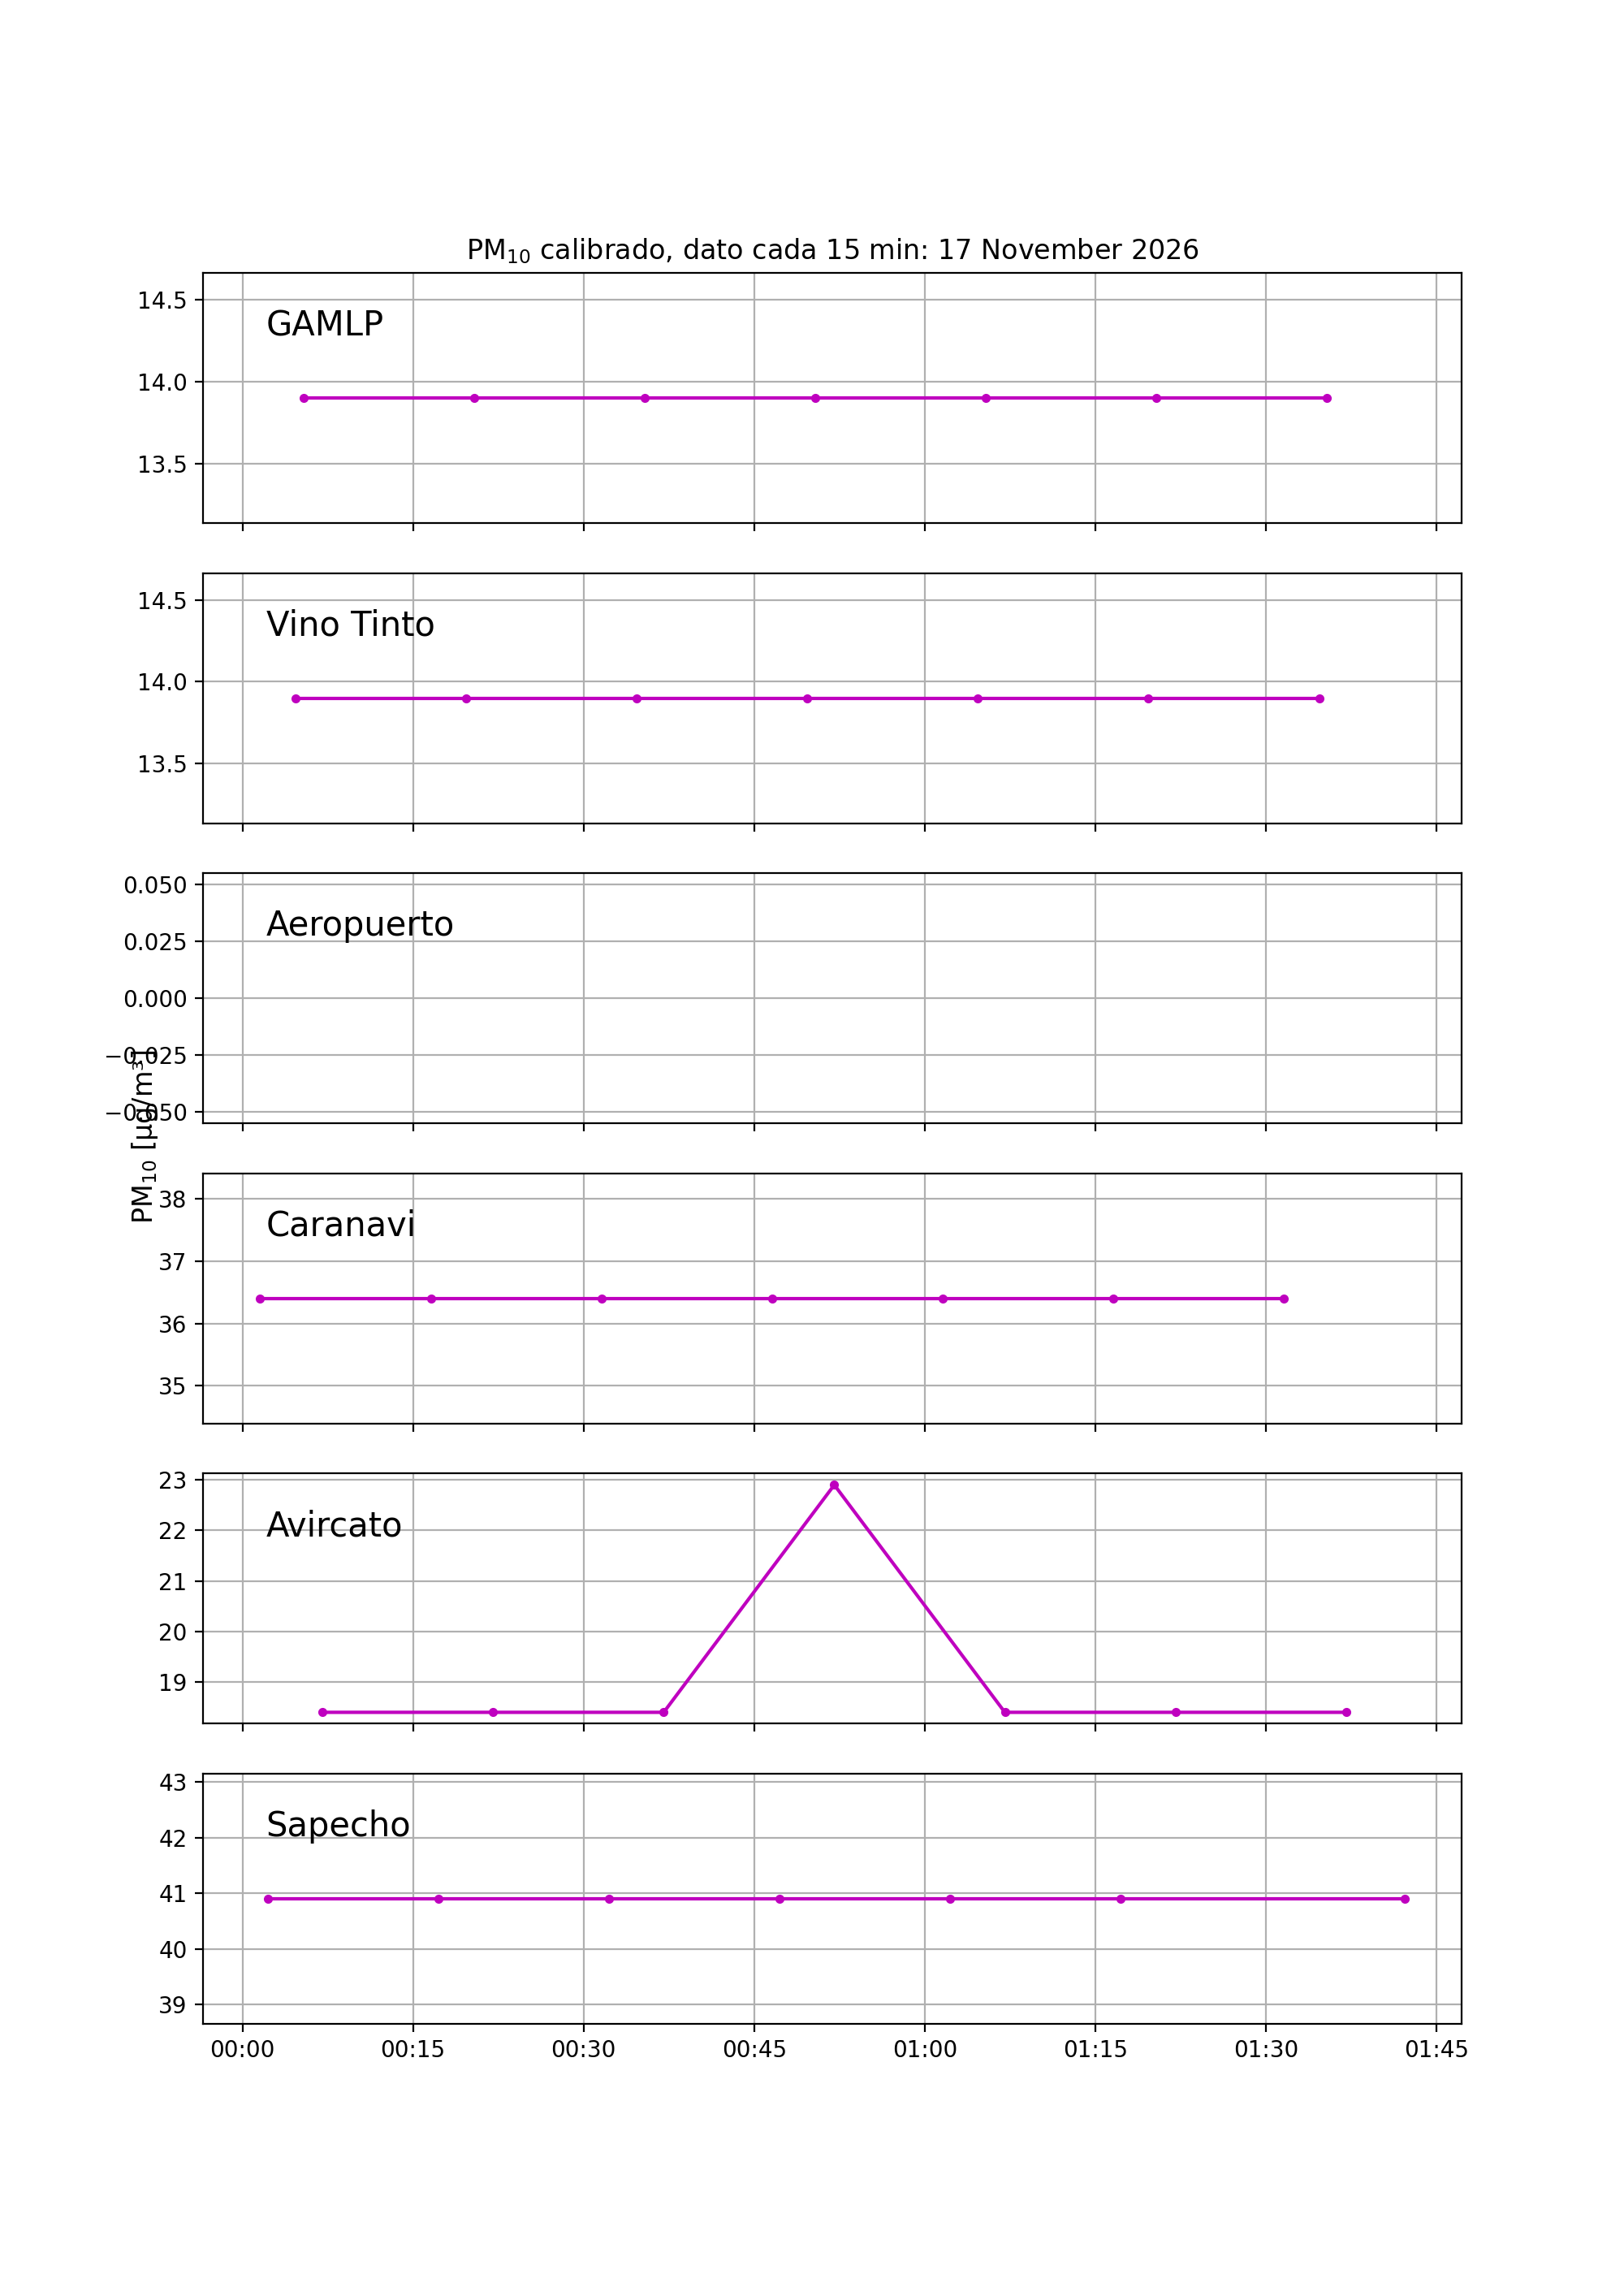 PM₁₀ calibrado, dato cada 15 min: 17 November 2026
14.5
GAMLP
14.0
13.5
14.5
Vino Tinto
14.0
13.5
0.050
Aeropuerto
0.025
0.000
−0.025
−0.050
PM₁₀ [µg/m³]
38
Caranavi
37
36
35
23
Avircato
22
21
20
19
43
Sapecho
42
41
40
39
00:00 00:15 00:30 00:45 01:00 01:15 01:30 01:45